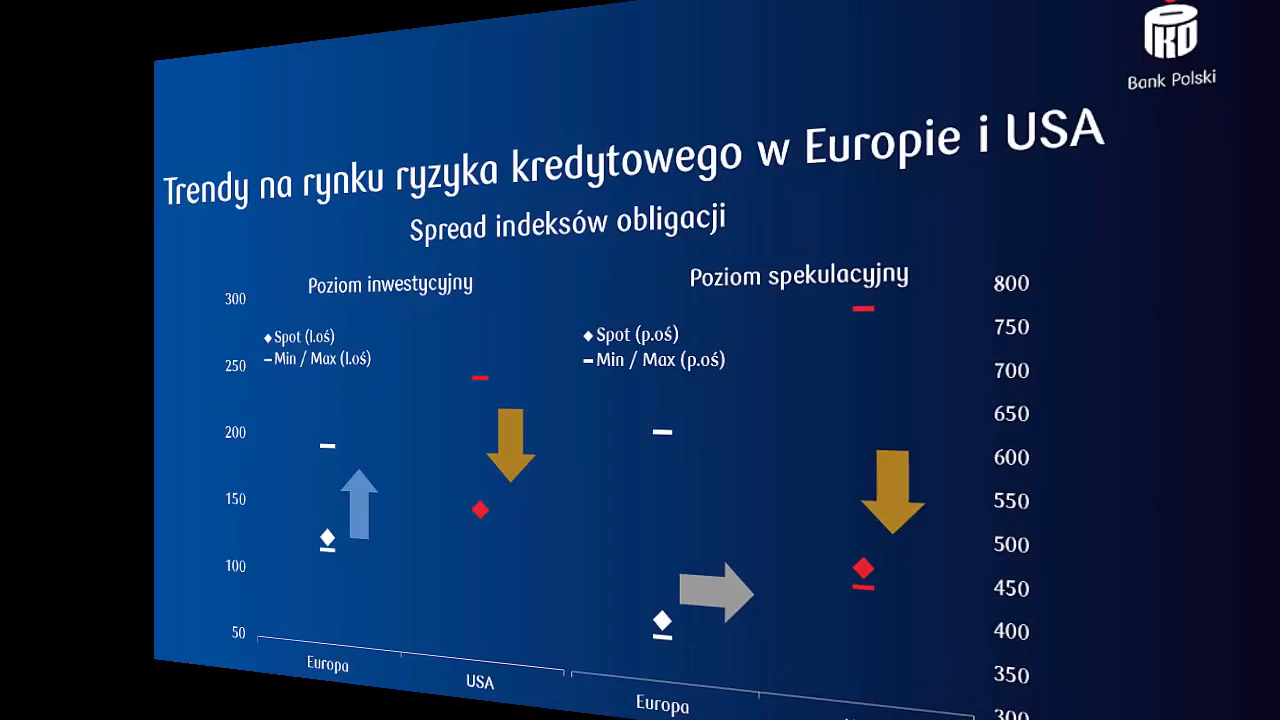 PKO
Bank Polski
Trendy na rynku ryzyka kredytowego w Europie i USA
Spread indeksów obligacji
Poziom inwestycyjny
Poziom spekulacyjny
300
250
200
150
100
50
Spot (l.oś)
Min / Max (l.oś)
Spot (p.oś)
Min / Max (p.oś)
800
750
700
650
600
550
500
450
400
350
300
Europa
USA
Europa